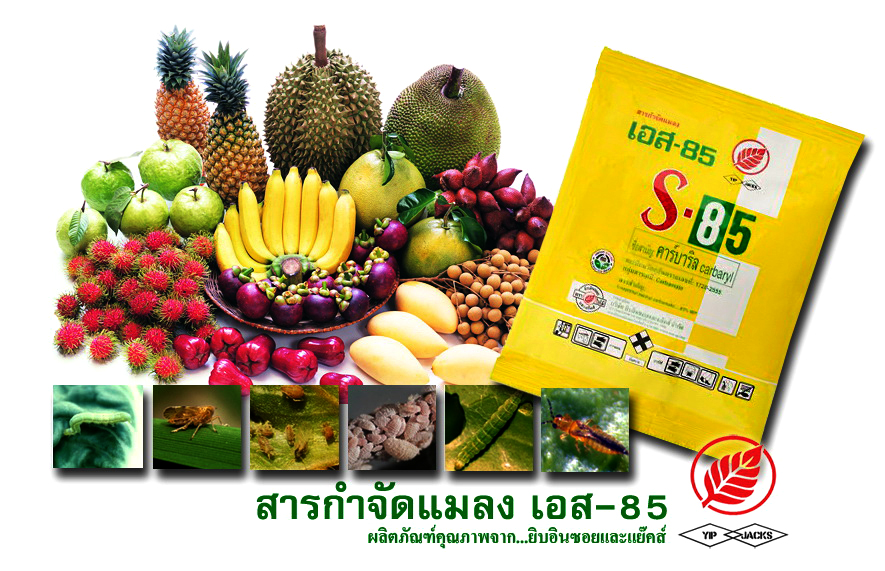 สารกำจัดแมลง
เอส-85
YIP JACKS
S-85
ชื่อสามัญ: คาร์บาริล carbaryl
สารกำจัดแมลง เอส-85
ผลิตภัณฑ์คุณภาพจาก...ยิบอินซอยและแย๊คส์
YIP JACKS